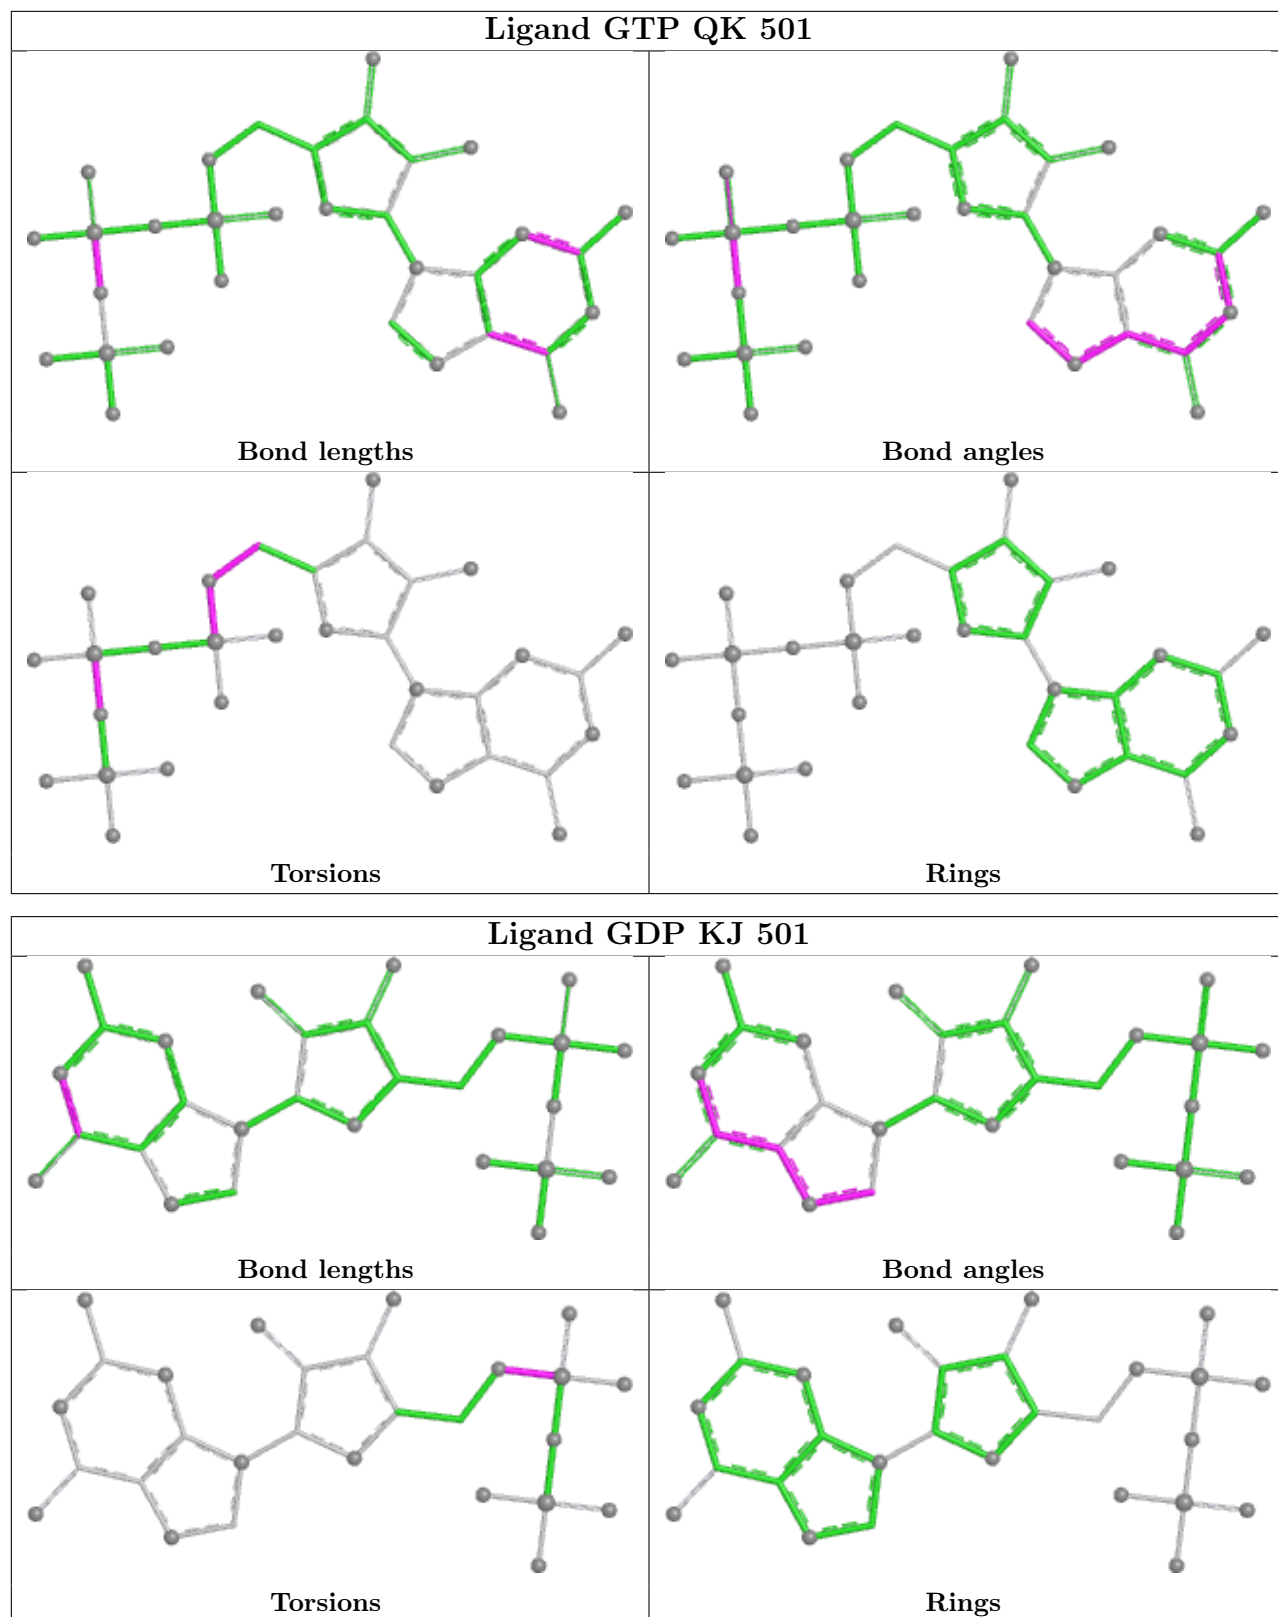 Ligand GTP QK 501
Bond lengths
Bond angles
Torsions
Rings
Ligand GDP KJ 501
Bond lengths
Bond angles
Torsions
Rings